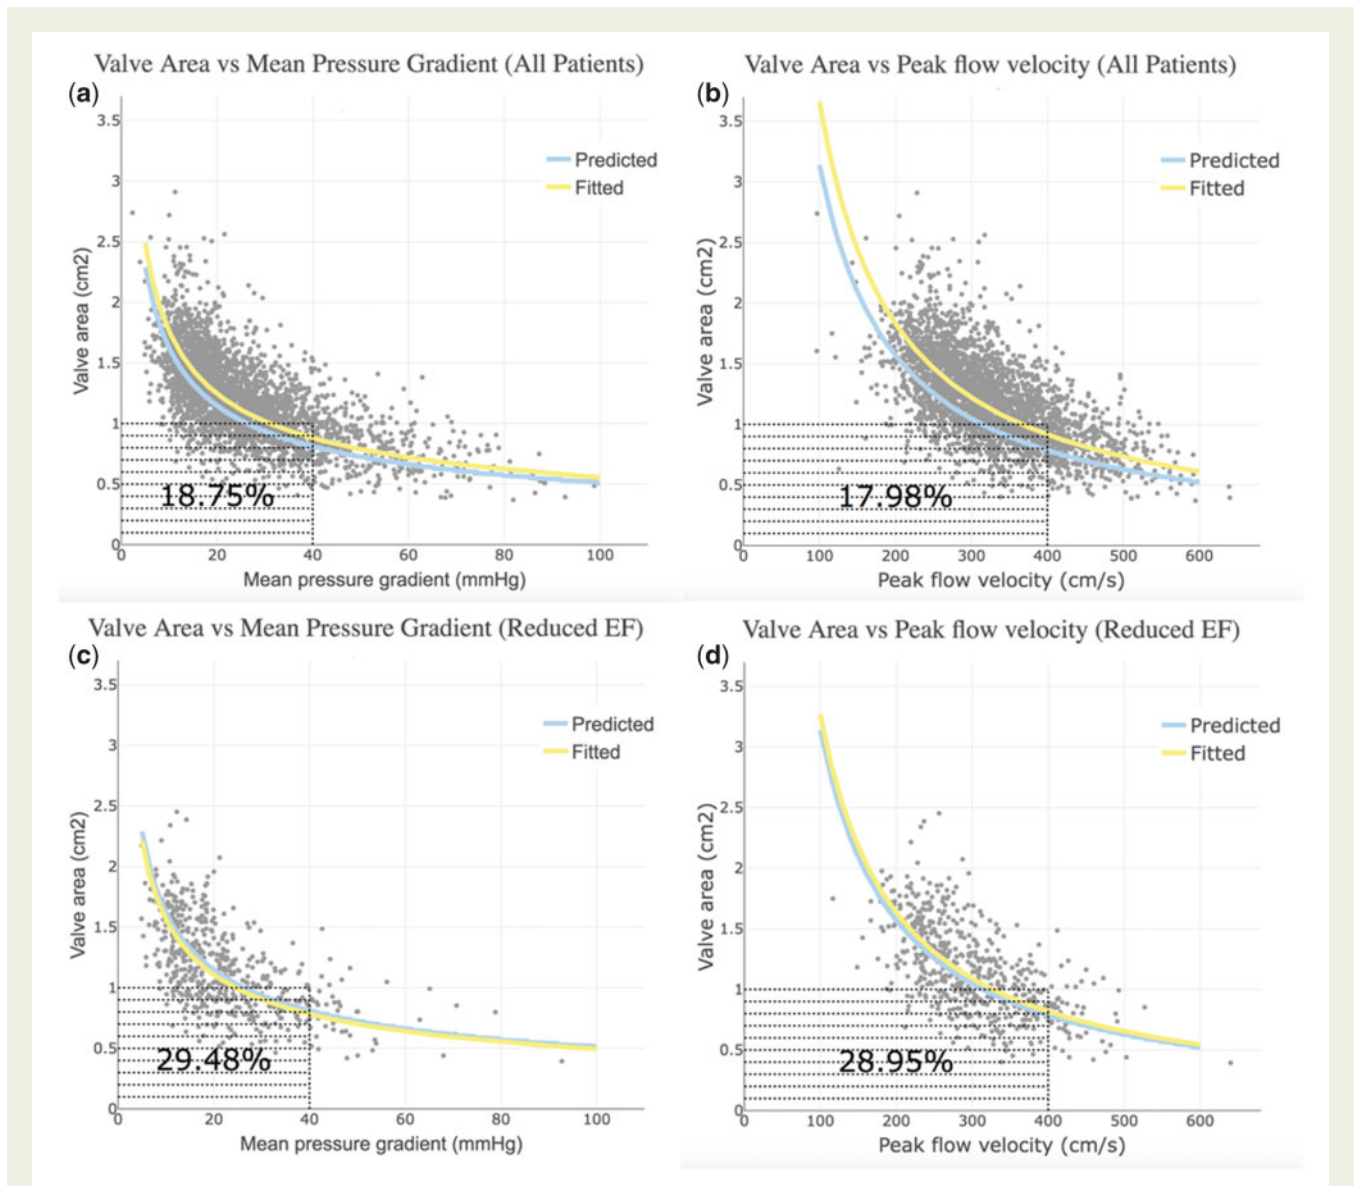 Valve Area vs Mean Pressure Gradient (All Patients)
(a)
3.5
3
2.5
2
1.5
1
0.5
0
Valve area (cm2)
Predicted
Fitted
18.75%
0 20 40 60 80 100
Mean pressure gradient (mmHg)
Valve Area vs Peak flow velocity (All Patients)
(b)
3.5
3
2.5
2
1.5
1
0.5
0
Valve area (cm2)
Predicted
Fitted
17.98%
0 100 200 300 400 500 600
Peak flow velocity (cm/s)
Valve Area vs Mean Pressure Gradient (Reduced EF)
(c)
3.5
3
2.5
2
1.5
1
0.5
0
Valve area (cm2)
Predicted
Fitted
29.48%
0 20 40 60 80 100
Mean pressure gradient (mmHg)
Valve Area vs Peak flow velocity (Reduced EF)
(d)
3.5
3
2.5
2
1.5
1
0.5
0
Valve area (cm2)
Predicted
Fitted
28.95%
0 100 200 300 400 500 600
Peak flow velocity (cm/s)